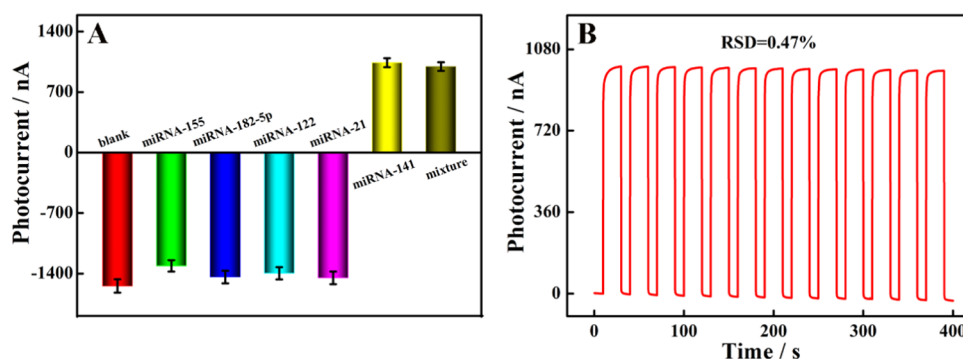 A
Photocurrent / nA
1400
700
0
-700
-1400
blank
miRNA-155
miRNA-182-5p
miRNA-122
miRNA-21
miRNA-141
mixture
B
RSD=0.47%
Photocurrent / nA
1080
720
360
0
0 100 200 300 400
Time / s